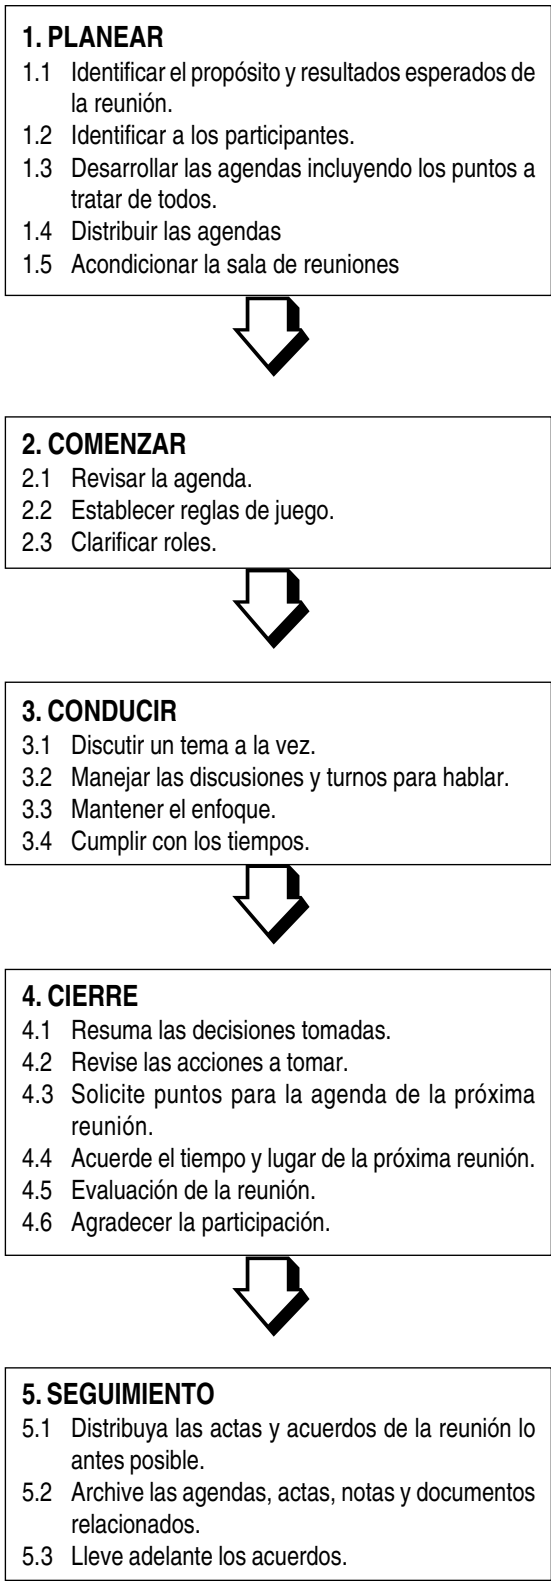 1. PLANEAR
1.1 Identificar el propósito y resultados esperados de
la reunión.
1.2 Identificar a los participantes.
1.3 Desarrollar las agendas incluyendo los puntos a
tratar de todos.
1.4 Distribuir las agendas
1.5 Acondicionar la sala de reuniones
2. COMENZAR
2.1 Revisar la agenda.
2.2 Establecer reglas de juego.
2.3 Clarificar roles.
3. CONDUCIR
3.1 Discutir un tema a la vez.
3.2 Manejar las discusiones y turnos para hablar.
3.3 Mantener el enfoque.
3.4 Cumplir con los tiempos.
4. CIERRE
4.1 Resuma las decisiones tomadas.
4.2 Revise las acciones a tomar.
4.3 Solicite puntos para la agenda de la próxima
reunión.
4.4 Acuerde el tiempo y lugar de la próxima reunión.
4.5 Evaluación de la reunión.
4.6 Agradecer la participación.
5. SEGUIMIENTO
5.1 Distribuya las actas y acuerdos de la reunión lo
antes posible.
5.2 Archive las agendas, actas, notas y documentos
relacionados.
5.3 Lleve adelante los acuerdos.